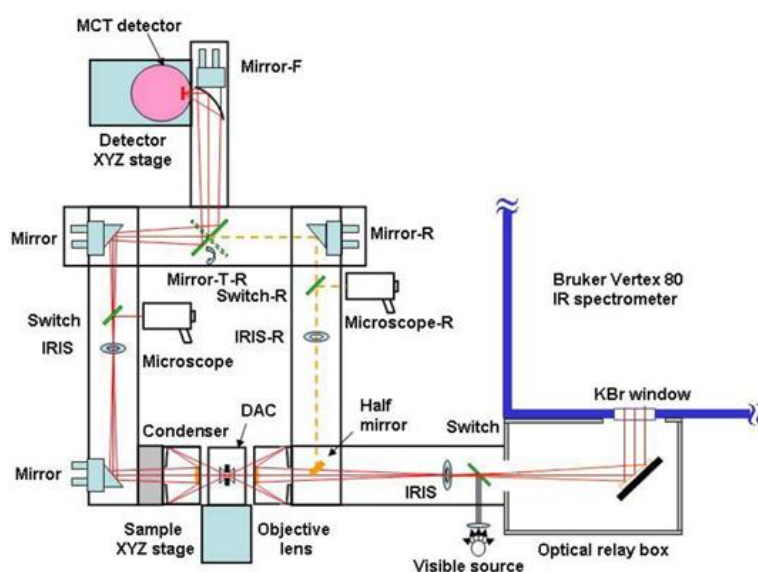 MCT detector
Mirror-F
Detector
XYZ stage
Mirror
Mirror-R
Mirror-T-R
Switch-R
Bruker Vertex 80
IR spectrometer
Switch
IRIS
Microscope
IRIS-R
Microscope-R
KBr window
DAC
Half
mirror
Condenser
Switch
Mirror
IRIS
Sample
XYZ stage
Objective
lens
Visible source
Optical relay box